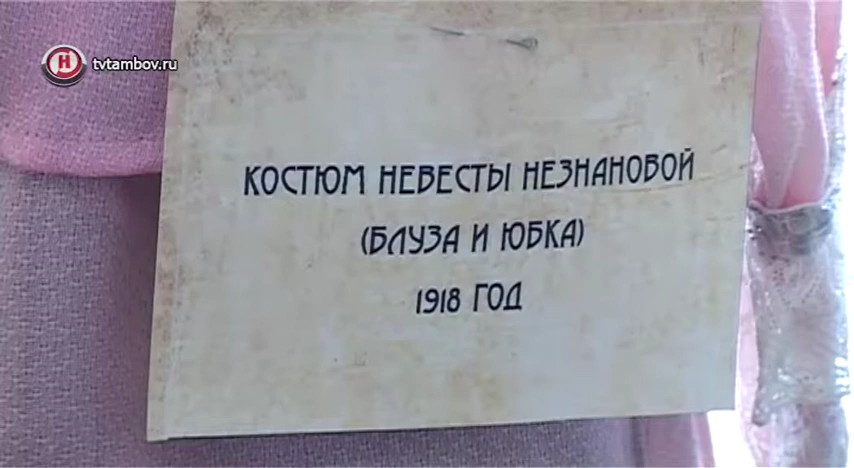 Н
tvtambov.ru
КОСТЮМ НЕВЕСТЫ НЕЗНАНОВОЙ
(БЛУЗА И ЮБКА)
1918 ГОД